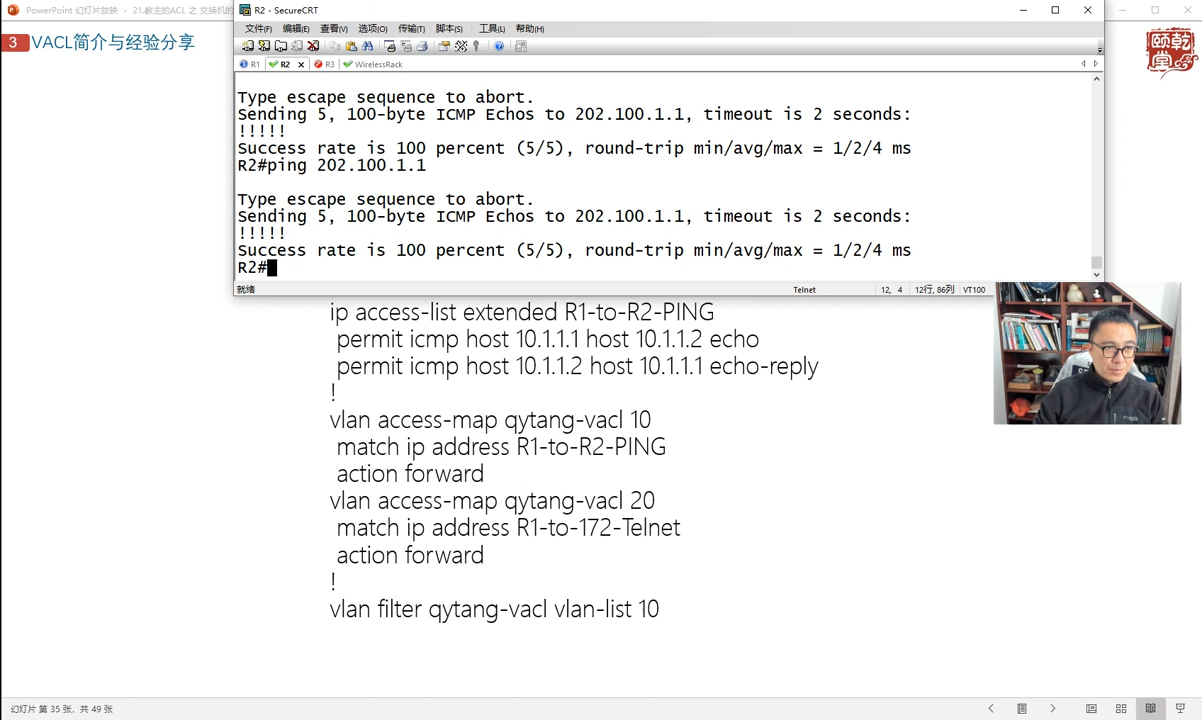 PowerPoint 幻灯片放映 - 21.教主的ACL 之 交换机的
R2 - SecureCRT
3 VACL简介与经验分享
文件(F) 编辑(E) 查看(V) 选项(O) 传输(T) 脚本(S) 工具(L) 帮助(H)
R1 R2 R3 WirelessRack
Type escape sequence to abort.
Sending 5, 100-byte ICMP Echos to 202.100.1.1, timeout is 2 seconds:
!!!!!
Success rate is 100 percent (5/5), round-trip min/avg/max = 1/2/4 ms
R2#ping 202.100.1.1
Type escape sequence to abort.
Sending 5, 100-byte ICMP Echos to 202.100.1.1, timeout is 2 seconds:
!!!!!
Success rate is 100 percent (5/5), round-trip min/avg/max = 1/2/4 ms
R2#
就绪 Telnet 12, 4 12行, 86列 VT100
ip access-list extended R1-to-R2-PING
permit icmp host 10.1.1.1 host 10.1.1.2 echo
permit icmp host 10.1.1.2 host 10.1.1.1 echo-reply
!
vlan access-map qytang-vacl 10
match ip address R1-to-R2-PING
action forward
vlan access-map qytang-vacl 20
match ip address R1-to-172-Telnet
action forward
!
vlan filter qytang-vacl vlan-list 10
乾颐堂
幻灯片 第 35 张，共 49 张